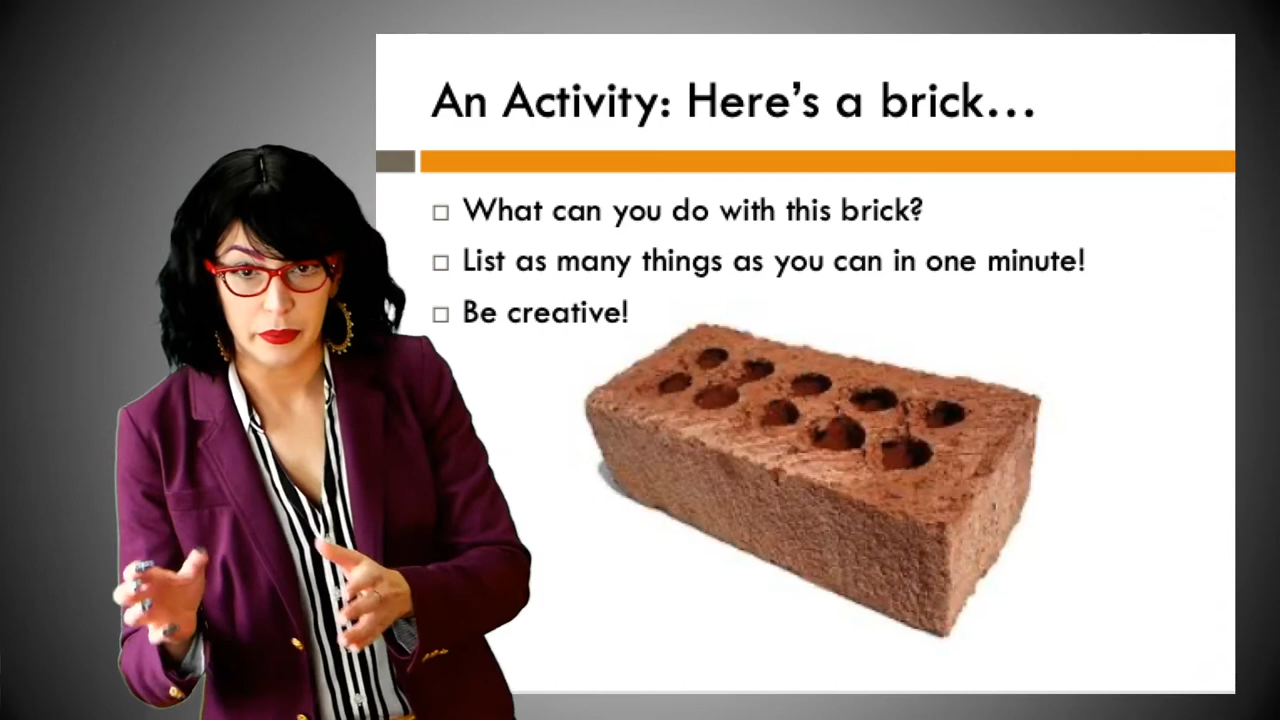 An Activity: Here's a brick…
What can you do with this brick?
List as many things as you can in one minute!
Be creative!